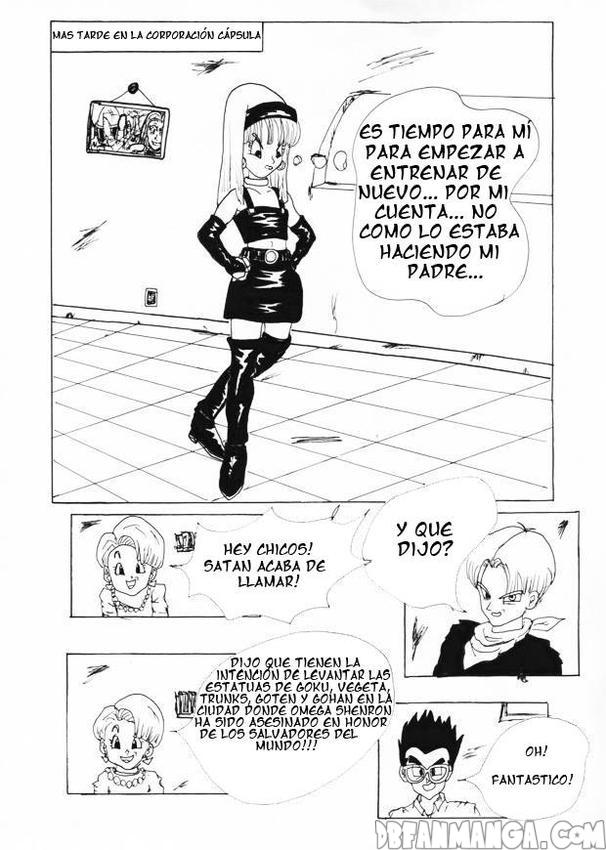 MAS TARDE EN LA CORPORACIÓN CÁPSULA
ES TIEMPO PARA MÍ
PARA EMPEZAR A
ENTRENAR DE
NUEVO... POR MI
CUENTA... NO
COMO LO ESTABA
HACIENDO MI
PADRE...
HEY CHICOS!
SATAN ACABA DE
LLAMAR!
Y QUE
DIJO?
DIJO QUE TIENEN LA
INTENCIÓN DE LEVANTAR LAS
ESTATUAS DE GOKU, VEGETA,
TRUNKS, GOTEN Y GOHAN EN LA
CIUDAD DONDE OMEGA SHENRON
HA SIDO ASESINADO EN HONOR
DE LOS SALVADORES DEL
MUNDO!!!
OH!
FANTASTICO!
DBFANMANGA.COM